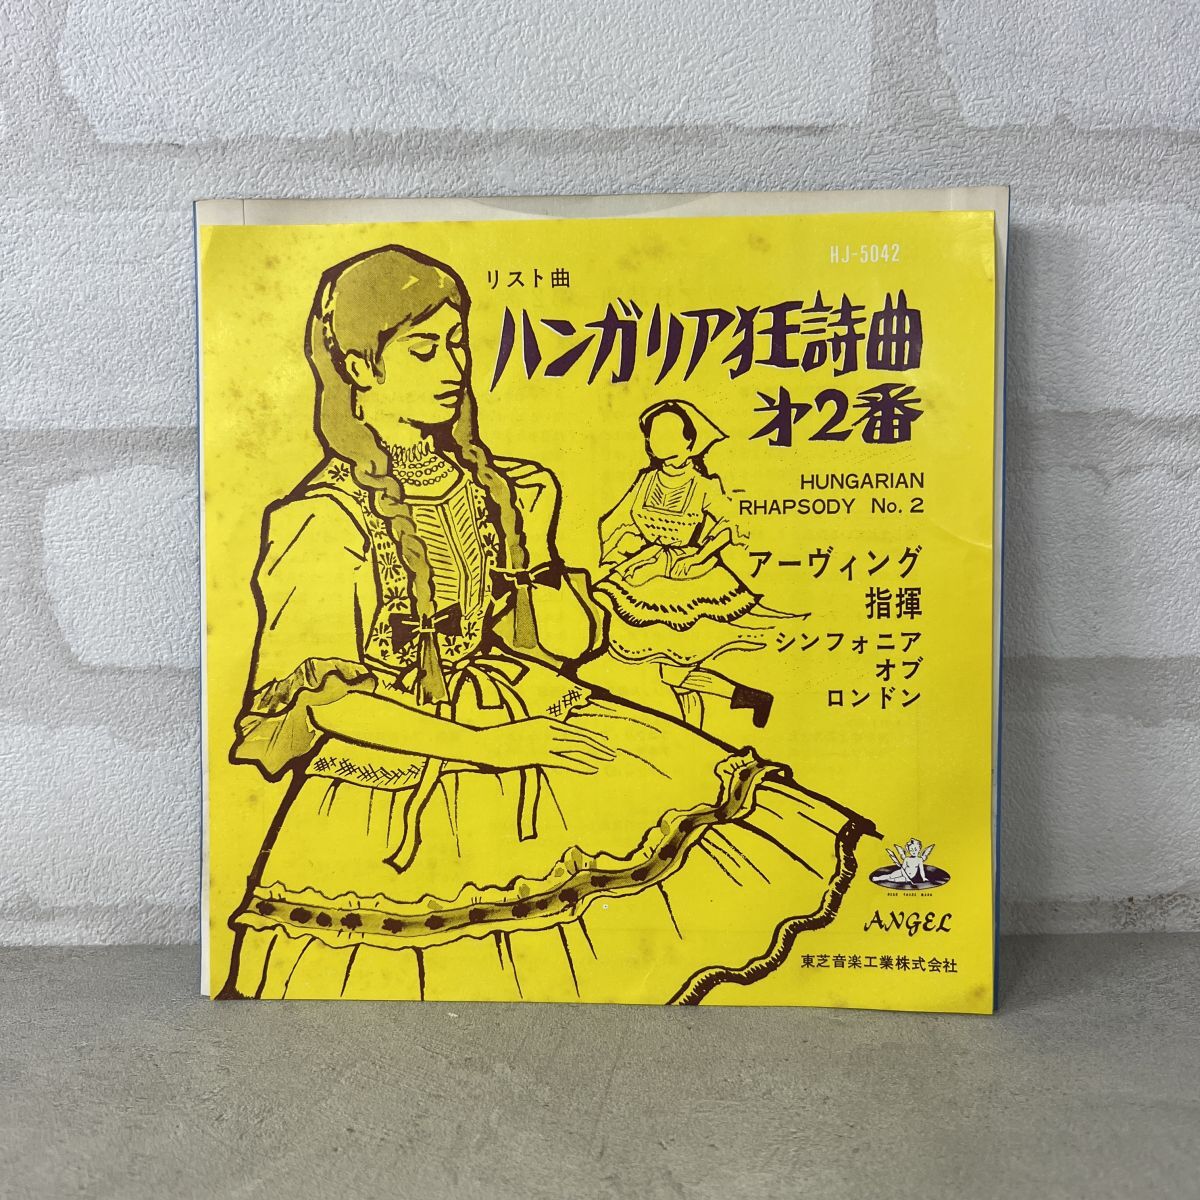 HJ-5042
リスト曲
ハンガリア狂詩曲
第2番
HUNGARIAN
RHAPSODY No. 2
アーヴィング
指揮
シンフォニア
オブ
ロンドン
ANGEL
東芝音楽工業株式会社